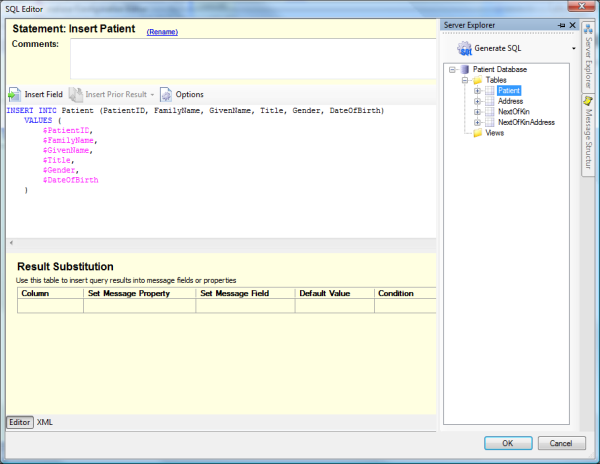 SQL Editor
Statement: Insert Patient (Rename)
Comments:
Insert Field Insert Prior Result Options
INSERT INTO Patient (PatientID, FamilyName, GivenName, Title, Gender, DateOfBirth)
VALUES (
$PatientID,
$FamilyName,
$GivenName,
$Title,
$Gender,
$DateOfBirth
)
Result Substitution
Use this table to insert query results into message fields or properties
Column Set Message Property Set Message Field Default Value Condition
Editor XML
Server Explorer
Generate SQL
Patient Database
Tables
Patient
Address
NextOfKin
NextOfKinAddress
Views
Server Explorer
Message Structur
OK Cancel